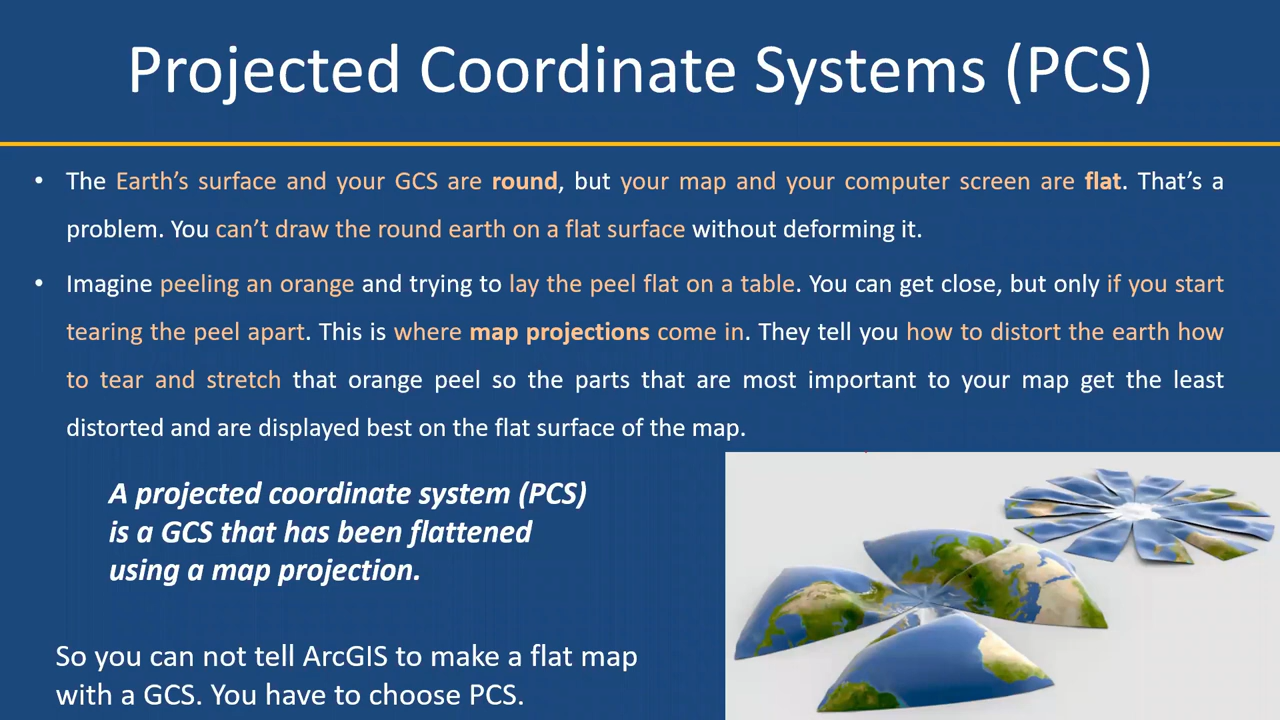 Projected Coordinate Systems (PCS)
• The Earth’s surface and your GCS are round, but your map and your computer screen are flat. That’s a
problem. You can’t draw the round earth on a flat surface without deforming it.
• Imagine peeling an orange and trying to lay the peel flat on a table. You can get close, but only if you start
tearing the peel apart. This is where map projections come in. They tell you how to distort the earth how
to tear and stretch that orange peel so the parts that are most important to your map get the least
distorted and are displayed best on the flat surface of the map.
A projected coordinate system (PCS)
is a GCS that has been flattened
using a map projection.
So you can not tell ArcGIS to make a flat map
with a GCS. You have to choose PCS.